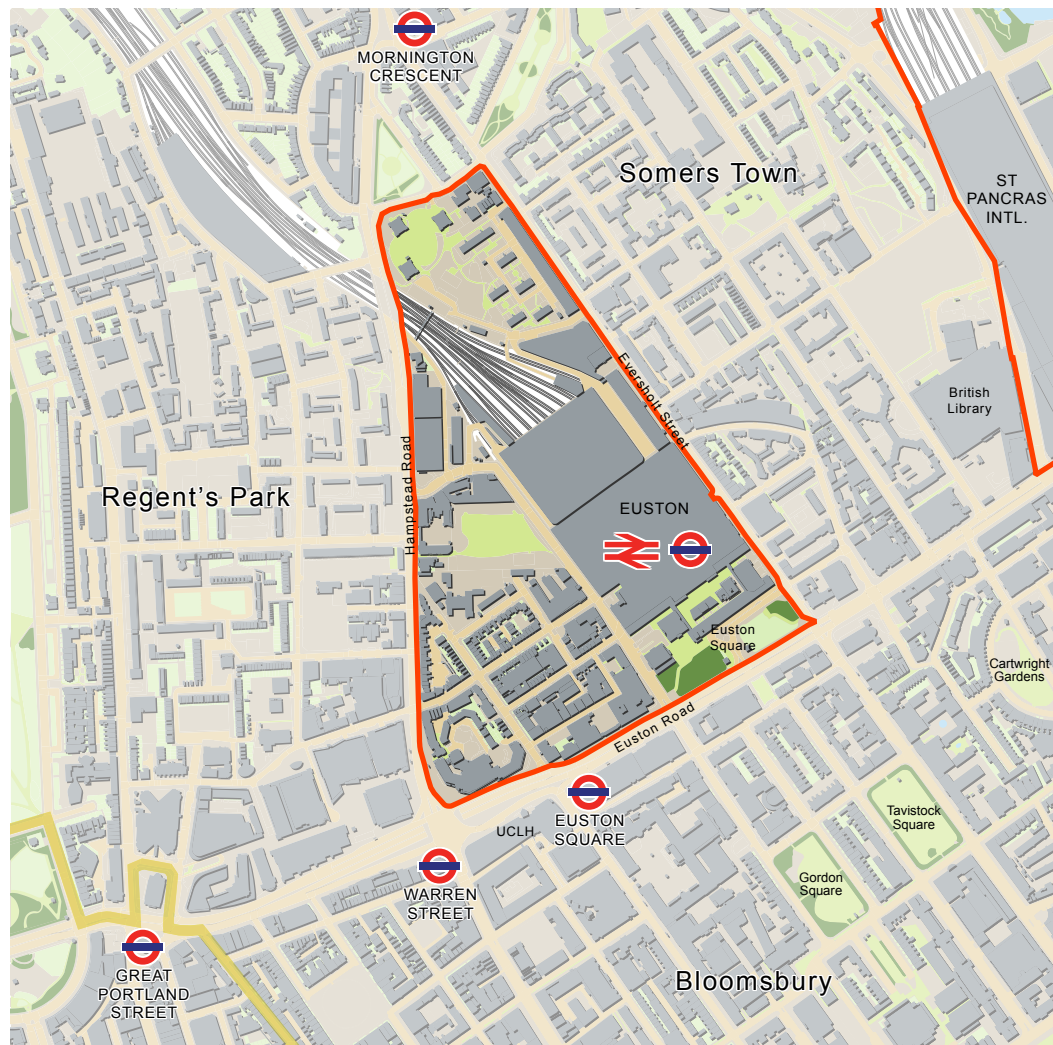 MORNINGTON
CRESCENT
Somers Town
ST
PANCRAS
INTL.
Eversholt Street
British
Library
Hampstead Road
Regent's Park
EUSTON
Euston
Square
Cartwright
Gardens
Euston Road
EUSTON
SQUARE
UCLH
Tavistock
Square
WARREN
STREET
Gordon
Square
GREAT
PORTLAND
STREET
Bloomsbury